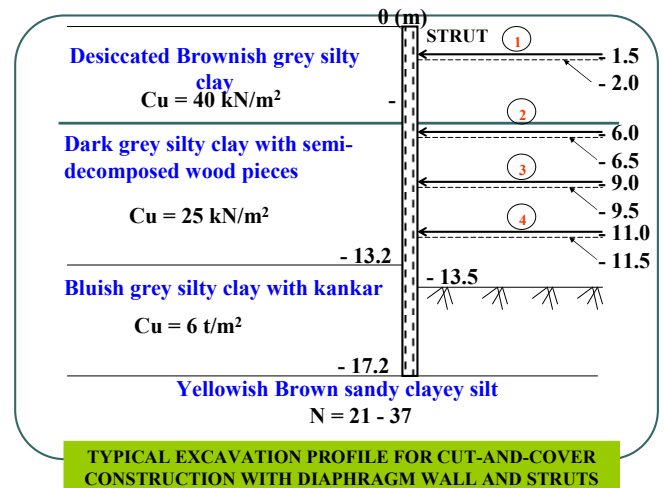 0 (m)
STRUT
1
Desiccated Brownish grey silty
clay
Cu = 40 kN/m²
-
- 1.5
- 2.0
2
- 6.0
- 6.5
Dark grey silty clay with semi-
decomposed wood pieces
Cu = 25 kN/m²
3
- 9.0
- 9.5
4
- 11.0
- 11.5
- 13.2
- 13.5
Bluish grey silty clay with kankar
Cu = 6 t/m²
- 17.2
Yellowish Brown sandy clayey silt
N = 21 - 37
TYPICAL EXCAVATION PROFILE FOR CUT-AND-COVER
CONSTRUCTION WITH DIAPHRAGM WALL AND STRUTS